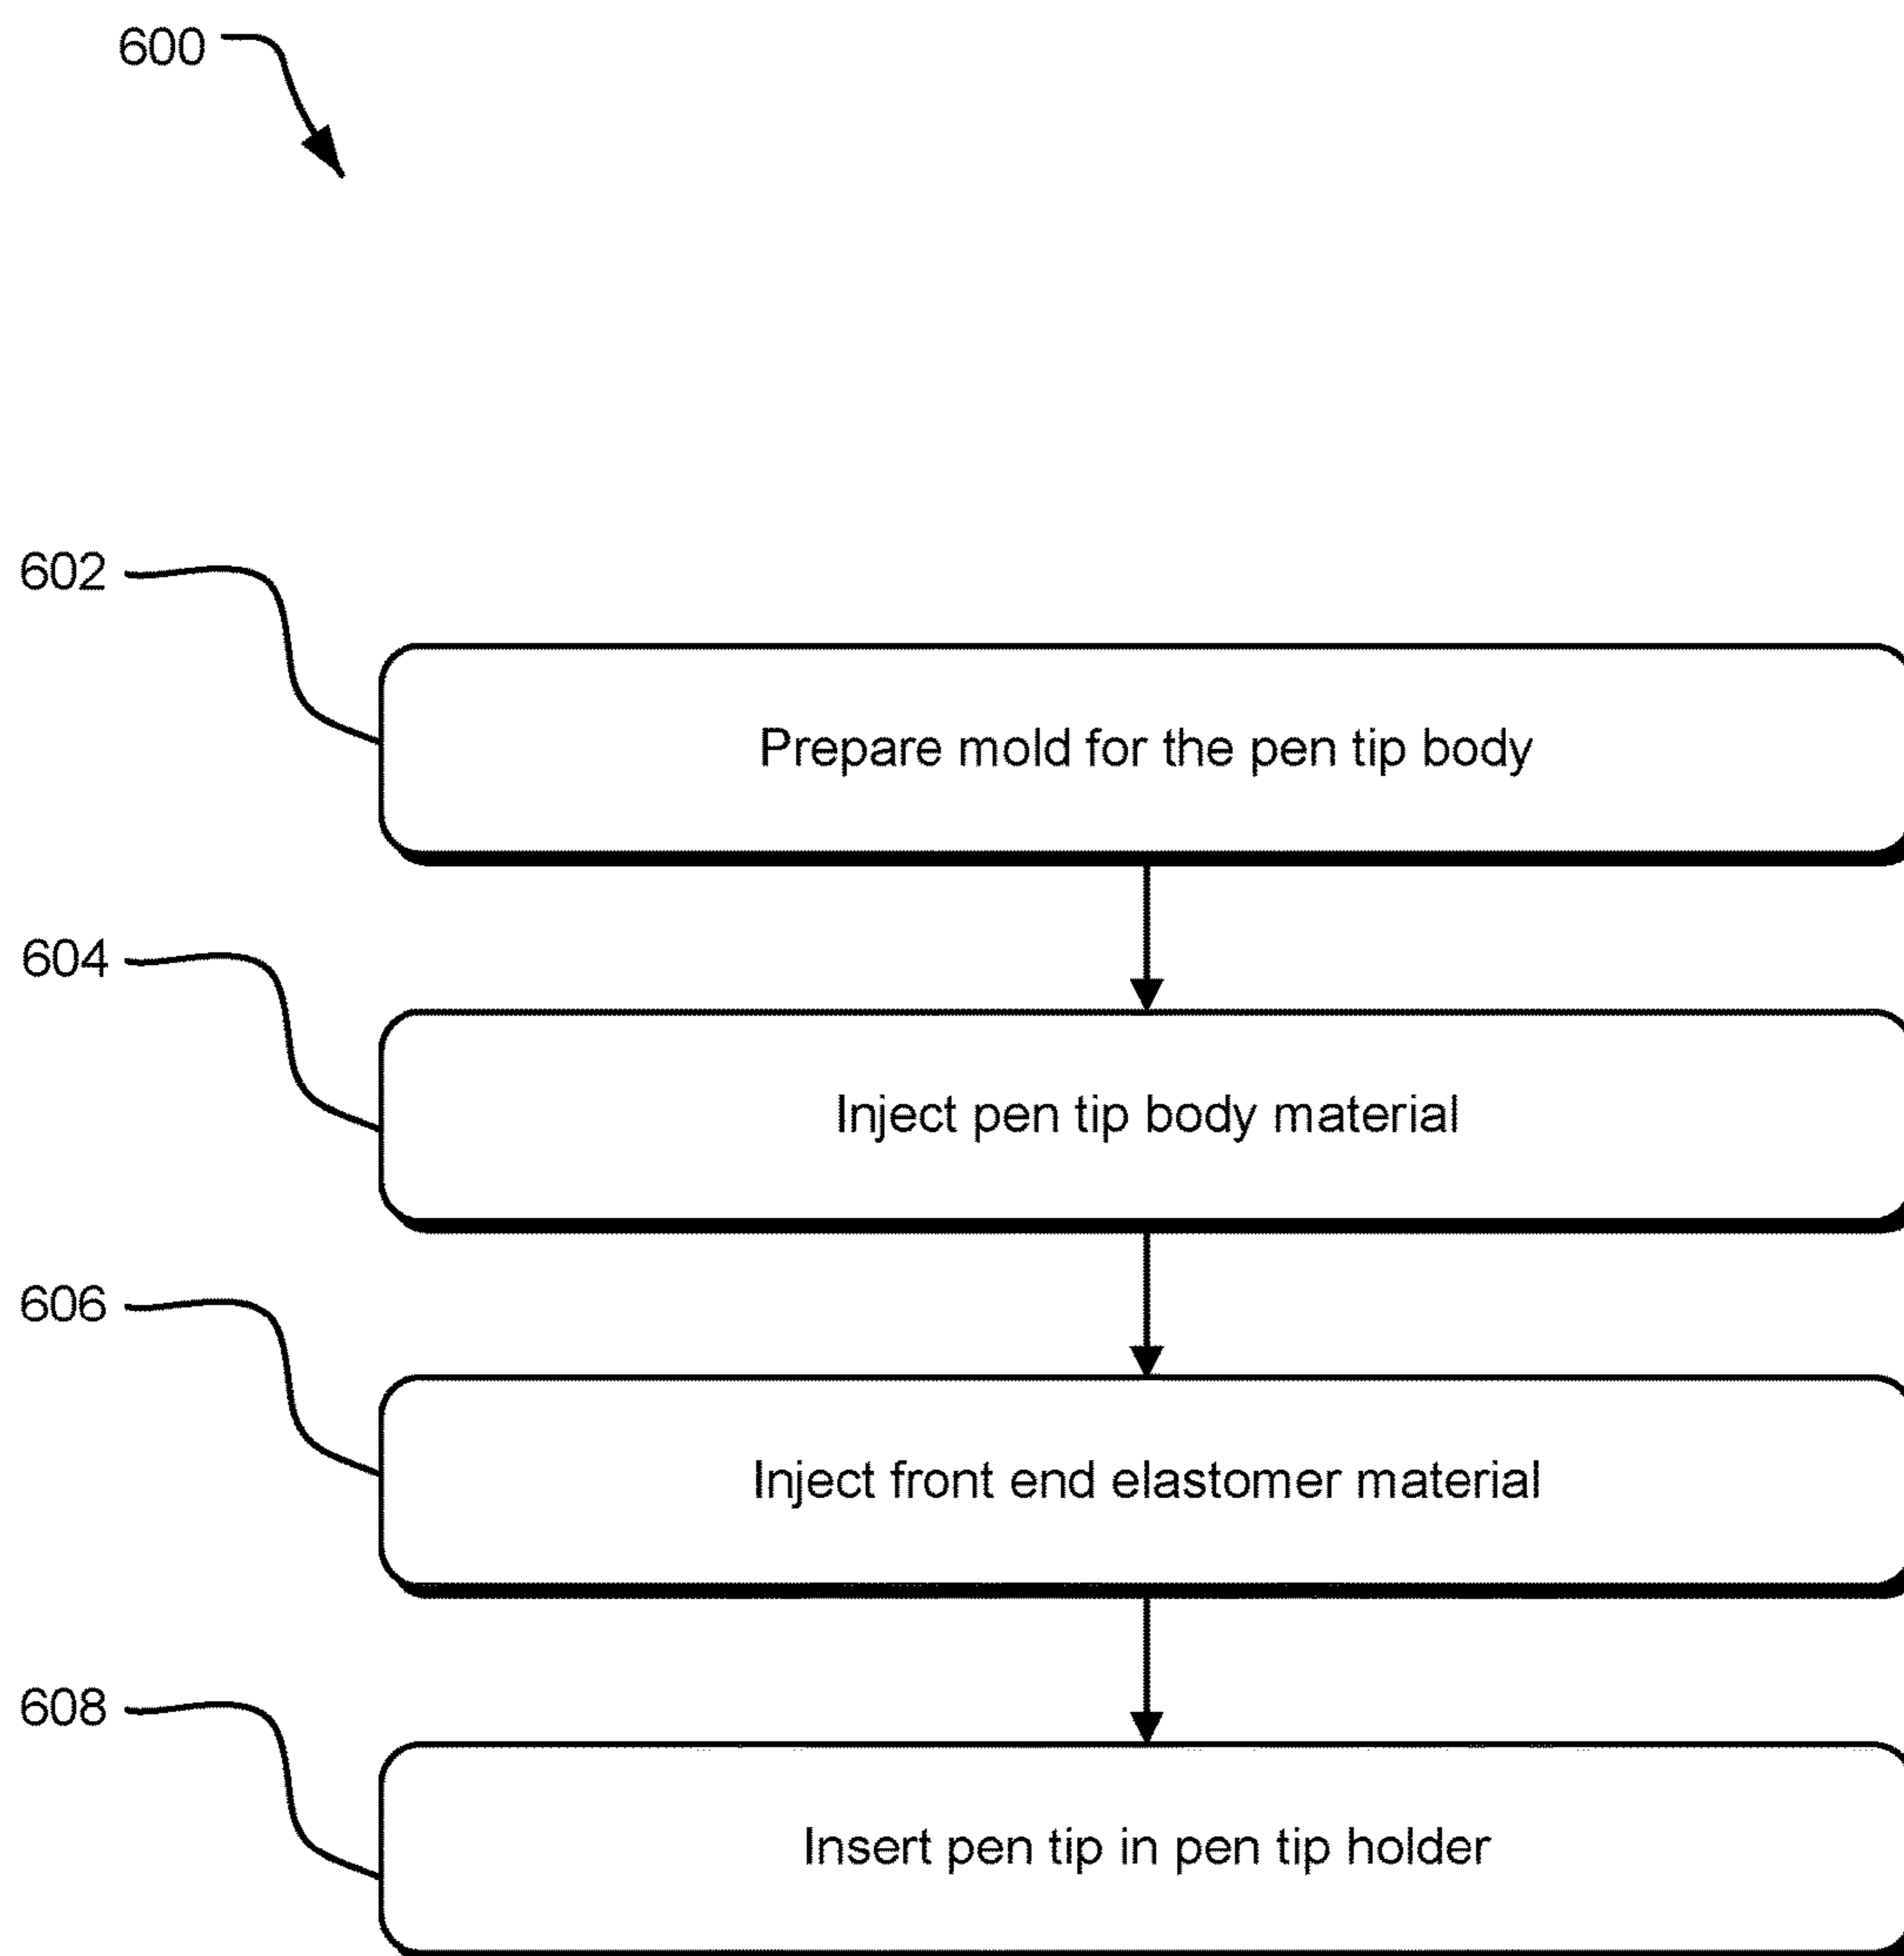 600
602
Prepare mold for the pen tip body
604
Inject pen tip body material
606
Inject front end elastomer material
608
Insert pen tip in pen tip holder